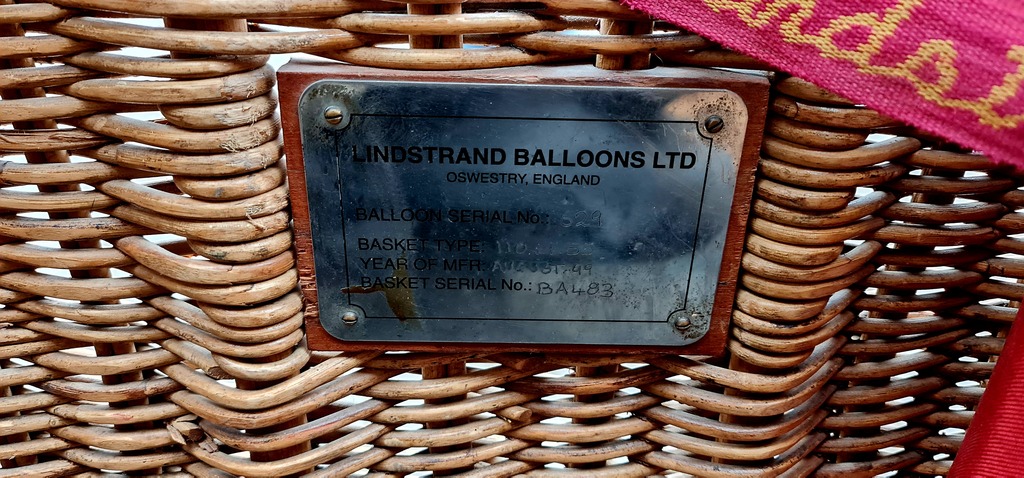 LINDSTRAND BALLOONS LTD
OSWESTRY, ENGLAND
BALLOON SERIAL No.:
BASKET TYPE:
YEAR OF MFR:
BASKET SERIAL No.: BA483